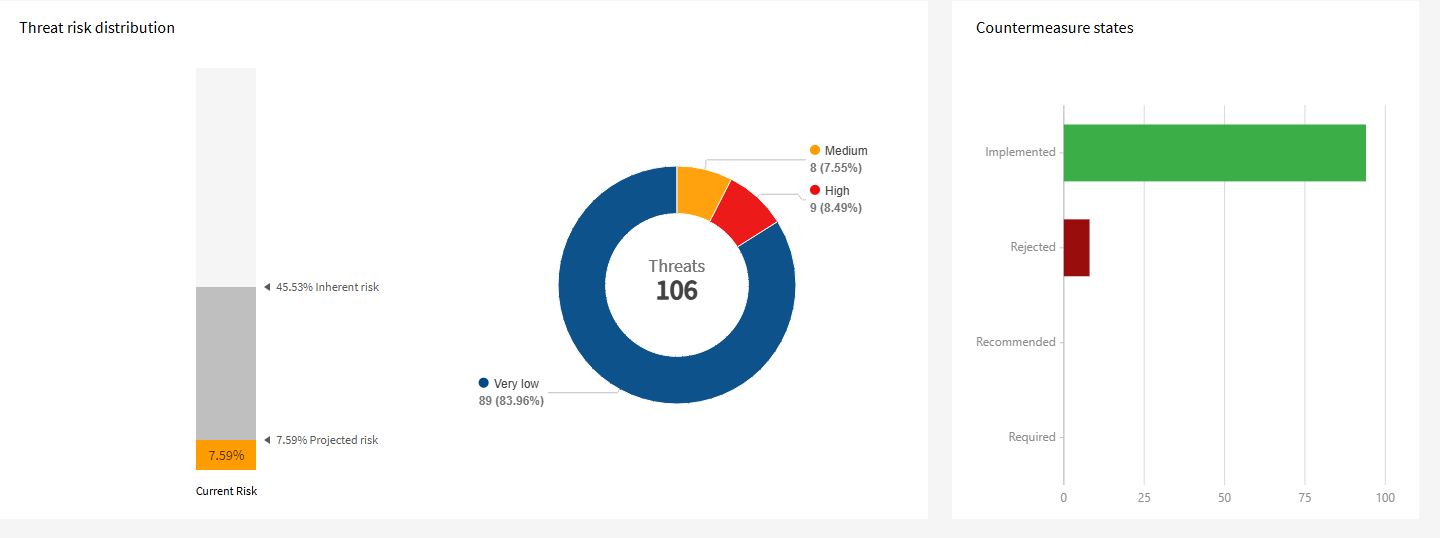 Threat risk distribution
45.53% Inherent risk
7.59% Projected risk
7.59%
Current Risk
Medium
8 (7.55%)
High
9 (8.49%)
Threats
106
Very low
89 (83.96%)
Countermeasure states
Implemented
Rejected
Recommended
Required
0 25 50 75 100